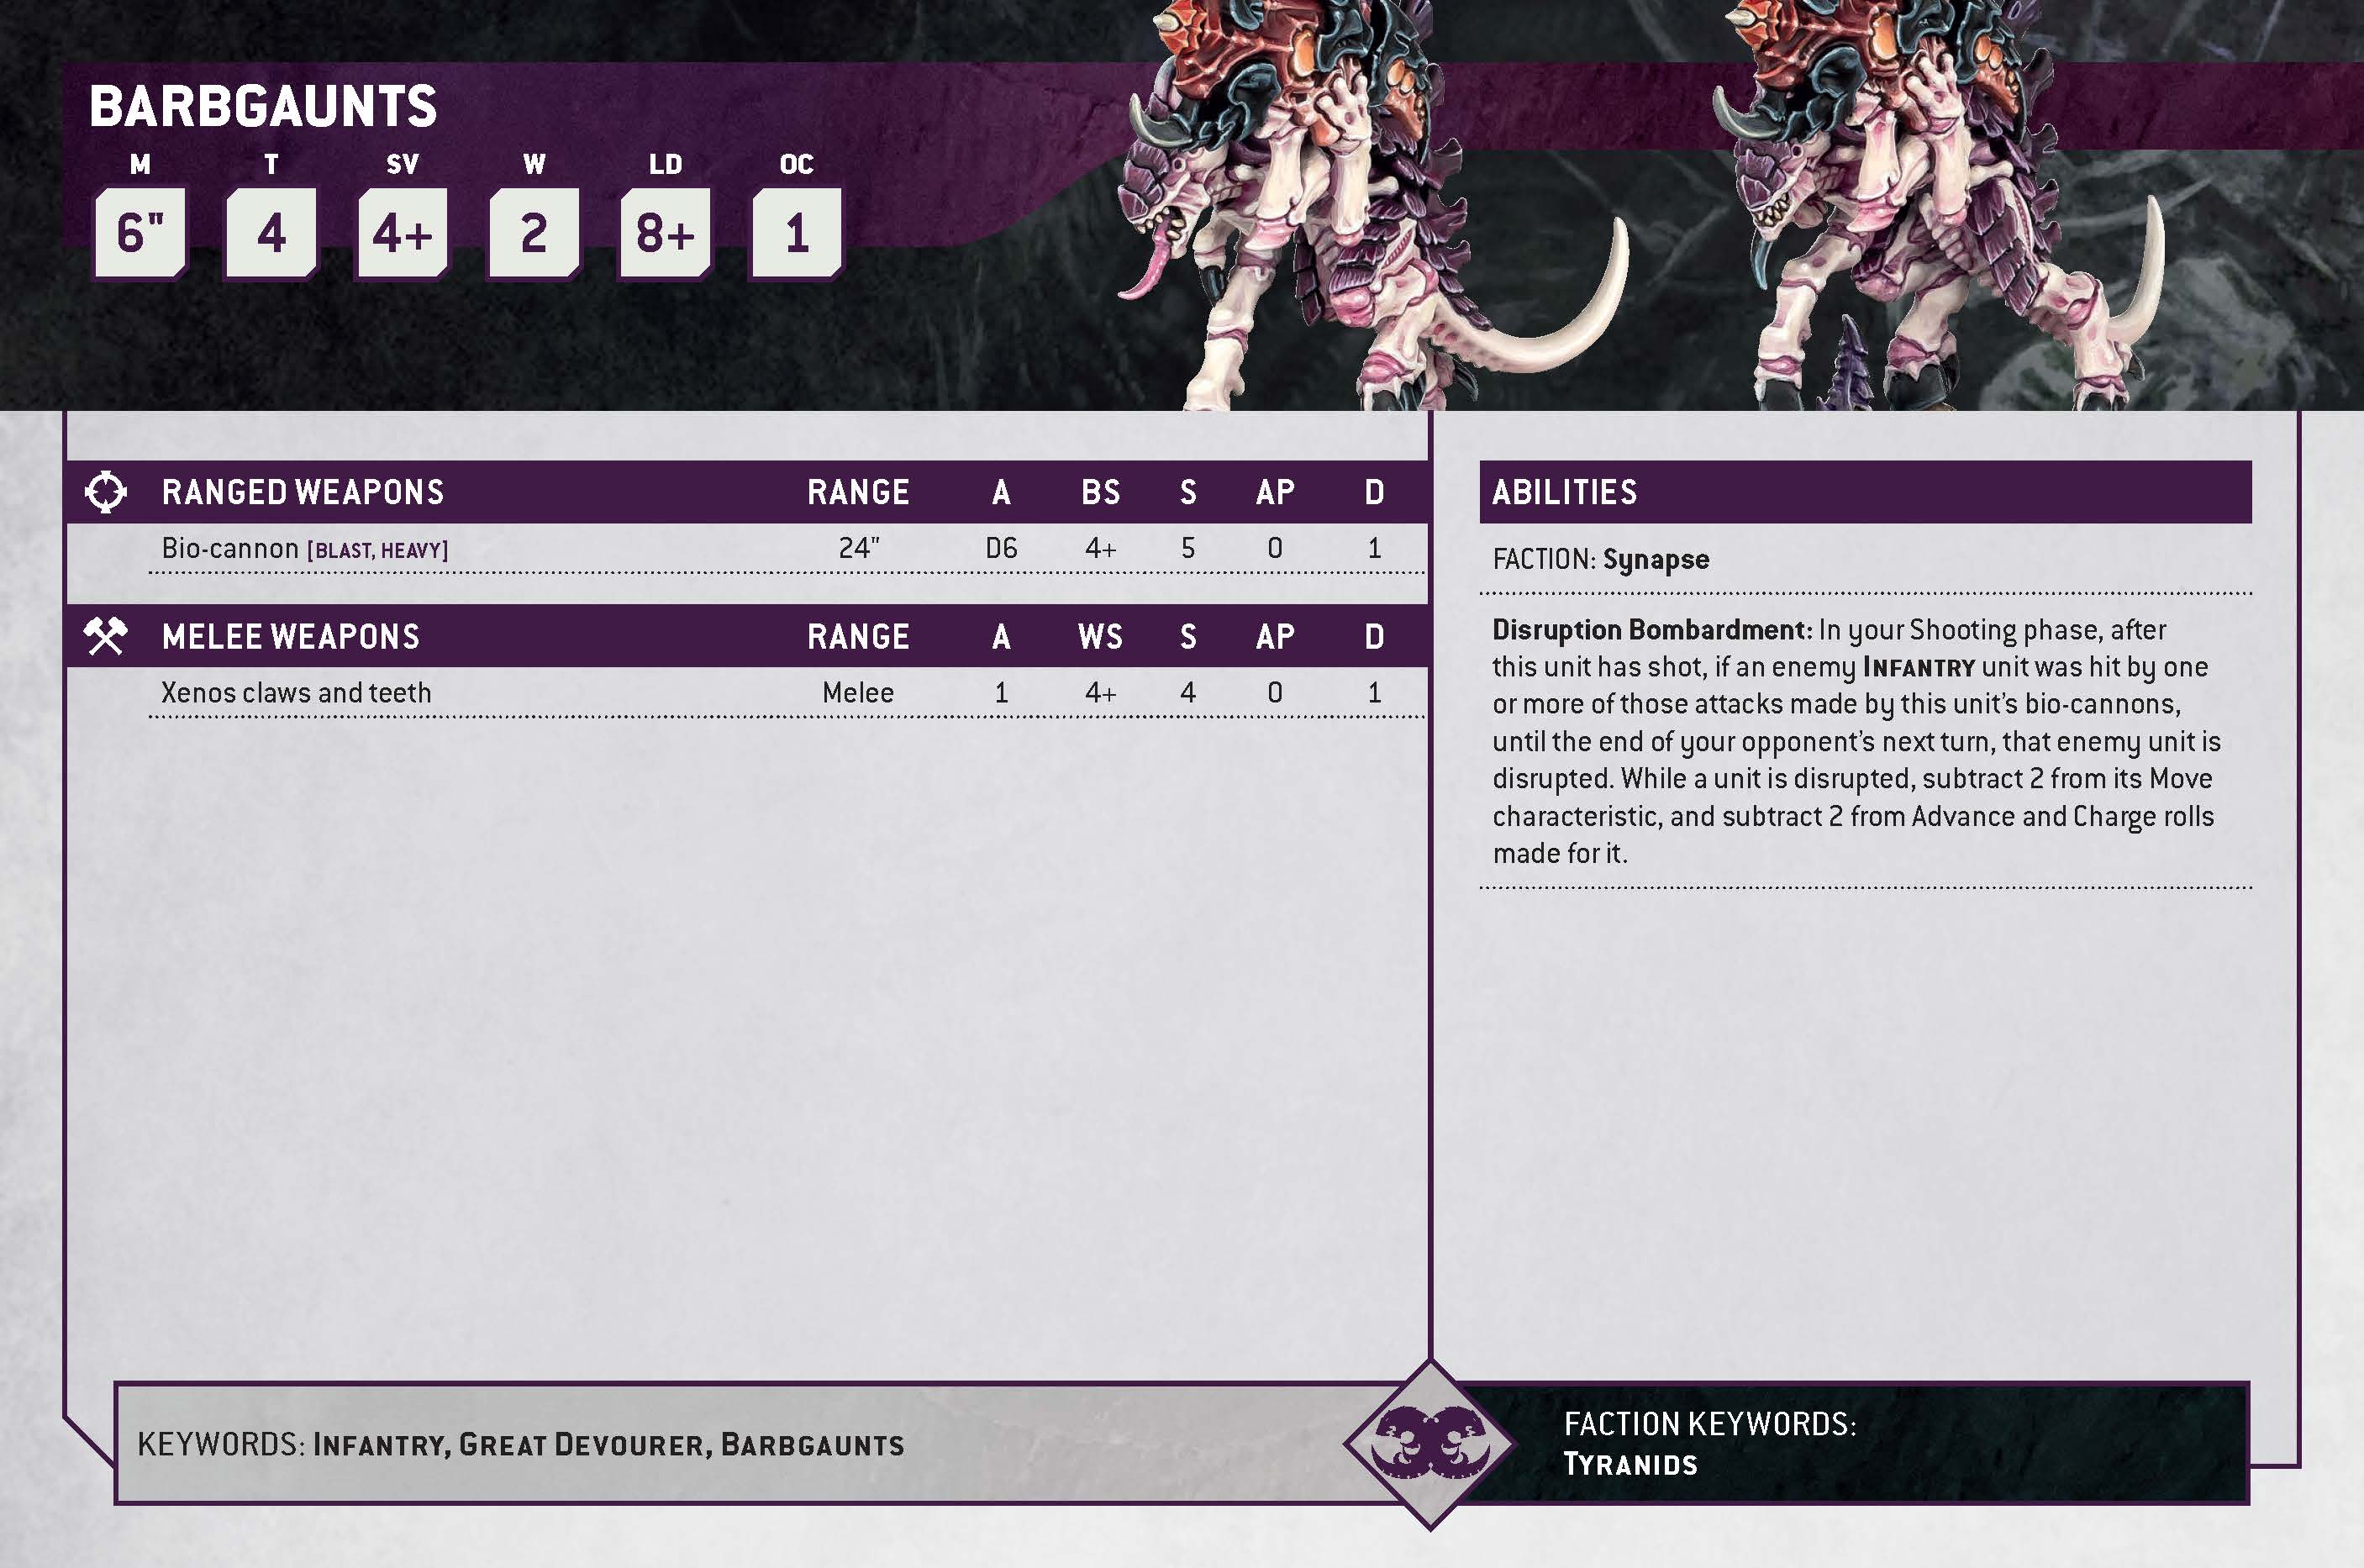 BARBGAUNTS
M T SV W LD OC
6" 4 4+ 2 8+ 1
RANGED WEAPONS RANGE A BS S AP D
Bio-cannon [BLAST, HEAVY] 24" D6 4+ 5 0 1
MELEE WEAPONS RANGE A WS S AP D
Xenos claws and teeth Melee 1 4+ 4 0 1
ABILITIES
FACTION: Synapse
Disruption Bombardment: In your Shooting phase, after
this unit has shot, if an enemy INFANTRY unit was hit by one
or more of those attacks made by this unit’s bio-cannons,
until the end of your opponent’s next turn, that enemy unit is
disrupted. While a unit is disrupted, subtract 2 from its Move
characteristic, and subtract 2 from Advance and Charge rolls
made for it.
KEYWORDS: INFANTRY, GREAT DEVOURER, BARBGAUNTS
FACTION KEYWORDS:
TYRANIDS